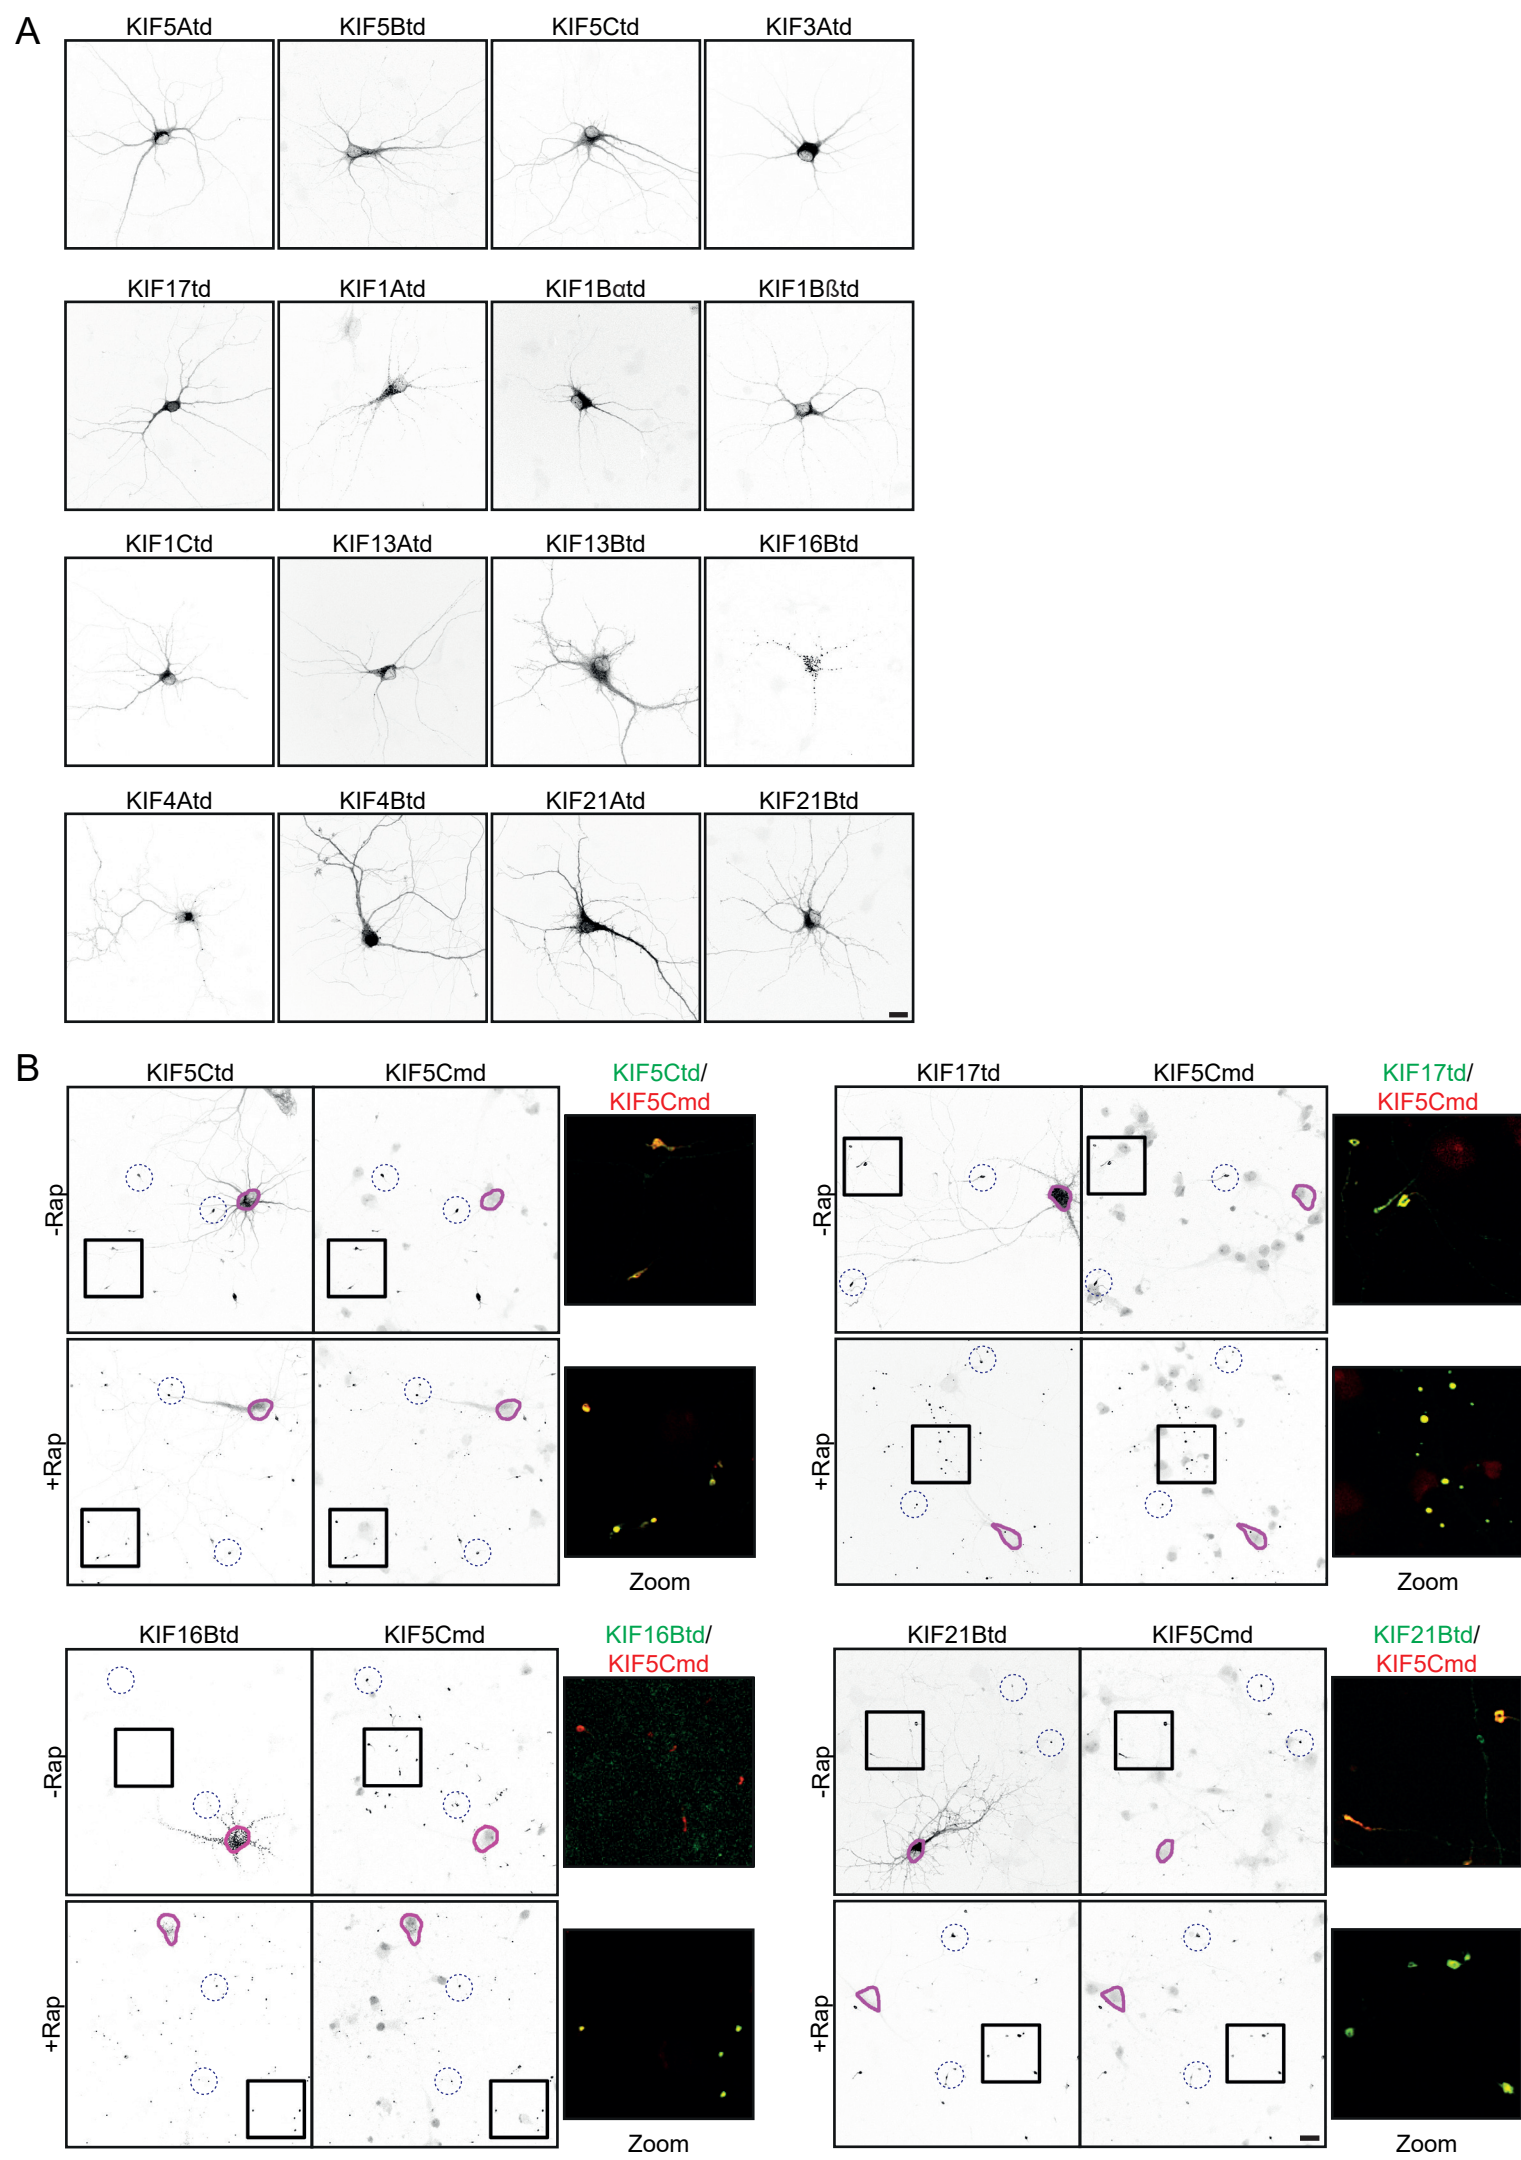 A
KIF5Atd KIF5Btd KIF5Ctd KIF3Atd
KIF17td KIF1Atd KIF1Bαtd KIF1Bßtd
KIF1Ctd KIF13Atd KIF13Btd KIF16Btd
KIF4Atd KIF4Btd KIF21Atd KIF21Btd
B
KIF5Ctd KIF5Cmd KIF5Ctd/
KIF5Cmd
-Rap
+Rap
Zoom
KIF17td KIF5Cmd KIF17td/
KIF5Cmd
-Rap
+Rap
Zoom
KIF16Btd KIF5Cmd KIF16Btd/
KIF5Cmd
-Rap
+Rap
Zoom
KIF21Btd KIF5Cmd KIF21Btd/
KIF5Cmd
-Rap
+Rap
Zoom